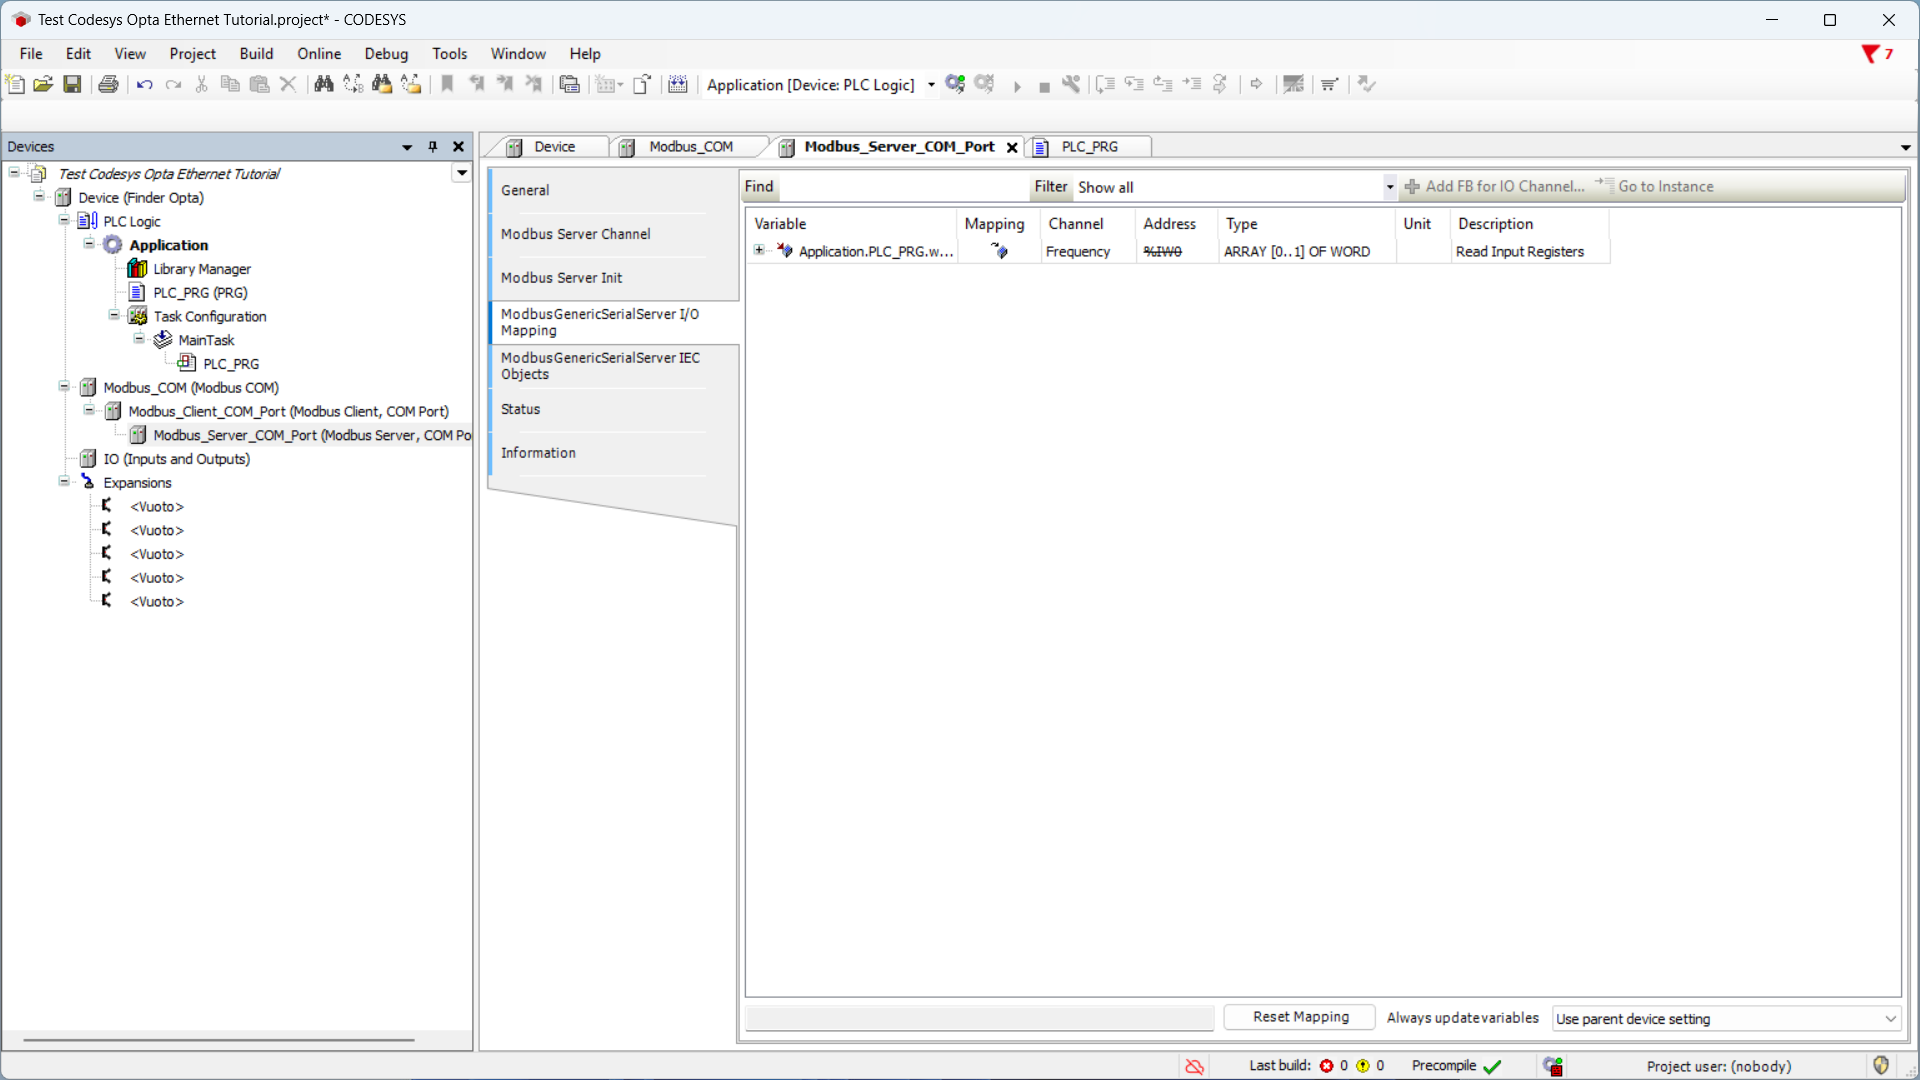 Test Codesys Opta Ethernet Tutorial.project* - CODESYS
File Edit View Project Build Online Debug Tools Window Help
7
Application [Device: PLC Logic]
Devices
Test Codesys Opta Ethernet Tutorial
Device (Finder Opta)
PLC Logic
Application
Library Manager
PLC_PRG (PRG)
Task Configuration
MainTask
PLC_PRG
Modbus_COM (Modbus COM)
Modbus_Client_COM_Port (Modbus Client, COM Port)
Modbus_Server_COM_Port (Modbus Server, COM Po
IO (Inputs and Outputs)
Expansions
<Vuoto>
<Vuoto>
<Vuoto>
<Vuoto>
<Vuoto>
Device Modbus_COM Modbus_Server_COM_Port PLC_PRG
General
Modbus Server Channel
Modbus Server Init
ModbusGenericSerialServer I/O
Mapping
ModbusGenericSerialServer IEC
Objects
Status
Information
Find Filter Show all Add FB for IO Channel... Go to Instance
Variable Mapping Channel Address Type Unit Description
Application.PLC_PRG.w... Frequency %IW0 ARRAY [0..1] OF WORD Read Input Registers
Reset Mapping Always update variables Use parent device setting
Last build: 0 0 Precompile Project user: (nobody)